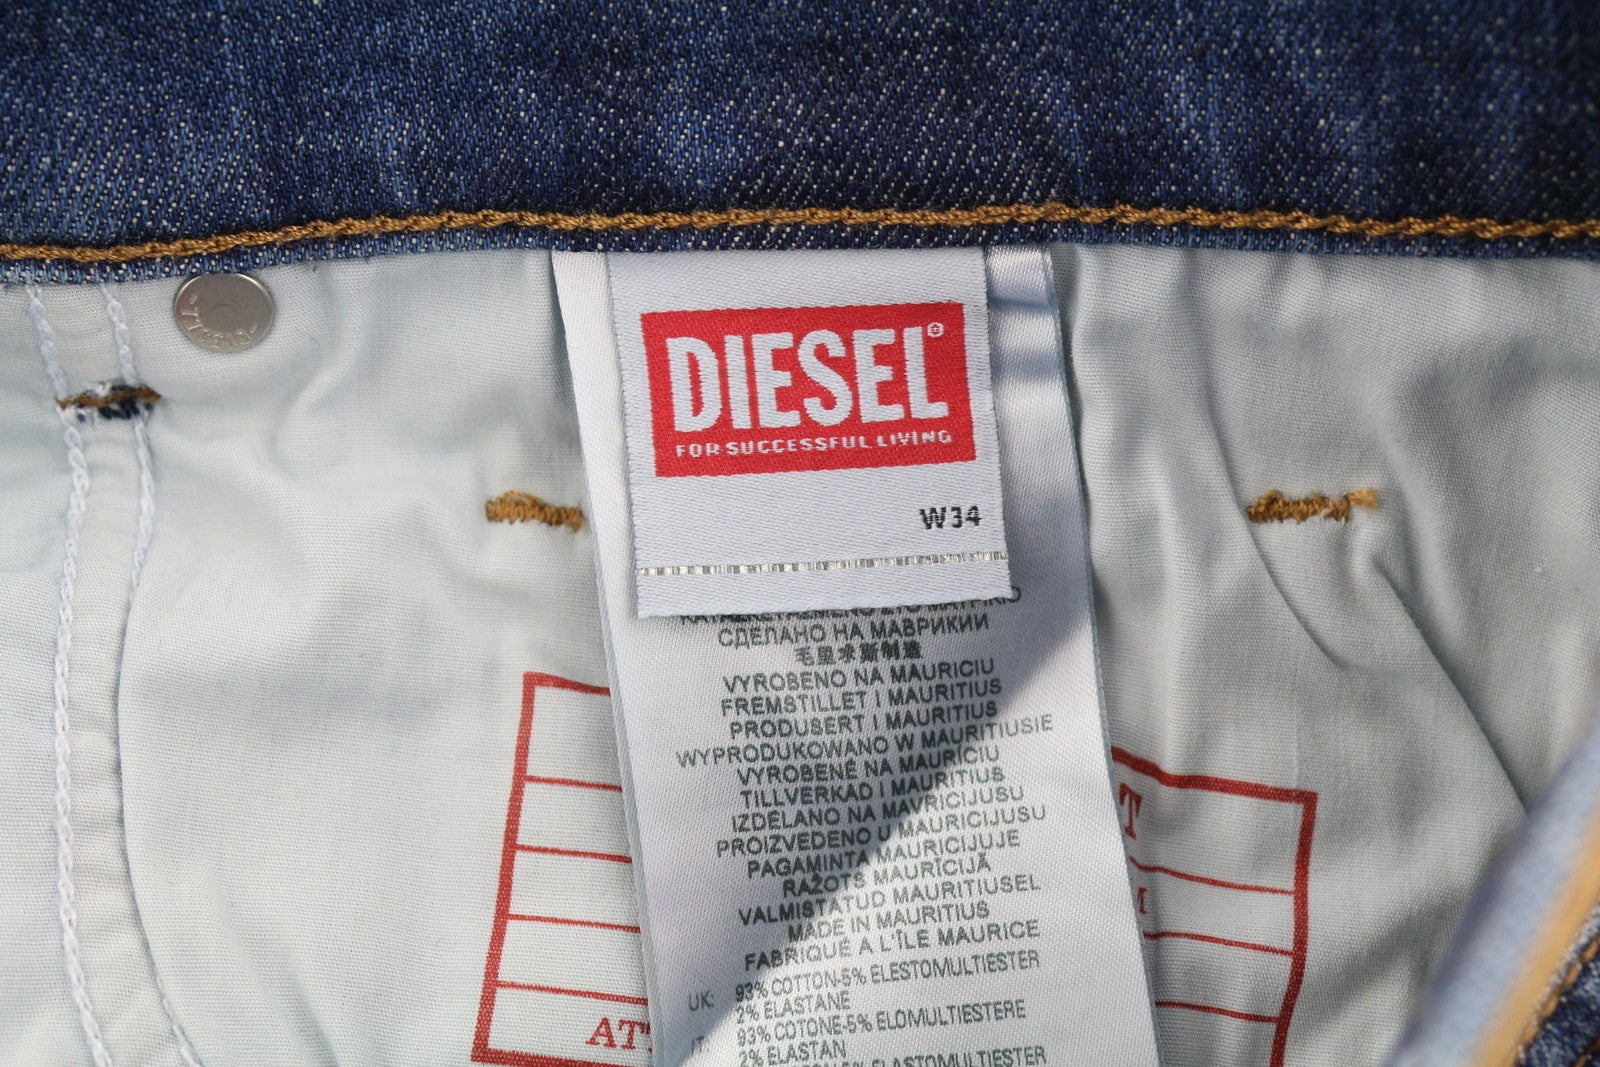 DIESEL
FOR SUCCESSFUL LIVING
W34
СДЕЛАНО НА МАВРИКИИ
毛里求斯制造
VYROBENO NA MAURICIU
FREMSTILLET I MAURITIUS
PRODUSERT I MAURITIUS
WYPRODUKOWANO W MAURITIUSIE
VYROBENÉ NA MAURÍCIU
TILLVERKAD I MAURITIUS
IZDELANO NA MAVRICIJUSU
PROIZVEDENO U MAURICIJUSU
PAGAMINTA MAURICIJUJE
RAŽOTS MAURĪCIJĀ
VALMISTATUD MAURITIUSEL
MADE IN MAURITIUS
FABRIQUÉ A L'ÎLE MAURICE
UK: 93% COTTON-5% ELESTOMULTIESTER
2% ELASTANE
IT: 93% COTONE-5% ELOMULTIESTERE
2% ELASTAN
DIESEL